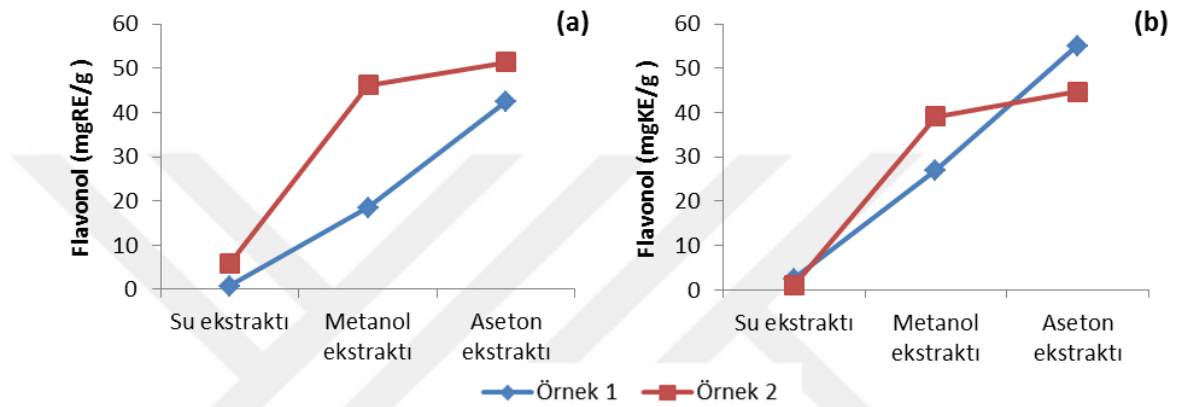 (a)
Flavonol (mgRE/g )
60
50
40
30
20
10
0
Su ekstraktı
Metanol
ekstraktı
Aseton
ekstraktı
(b)
Flavonol (mgKE/g )
60
50
40
30
20
10
0
Su ekstraktı
Metanol
ekstraktı
Aseton
ekstraktı
Örnek 1
Örnek 2